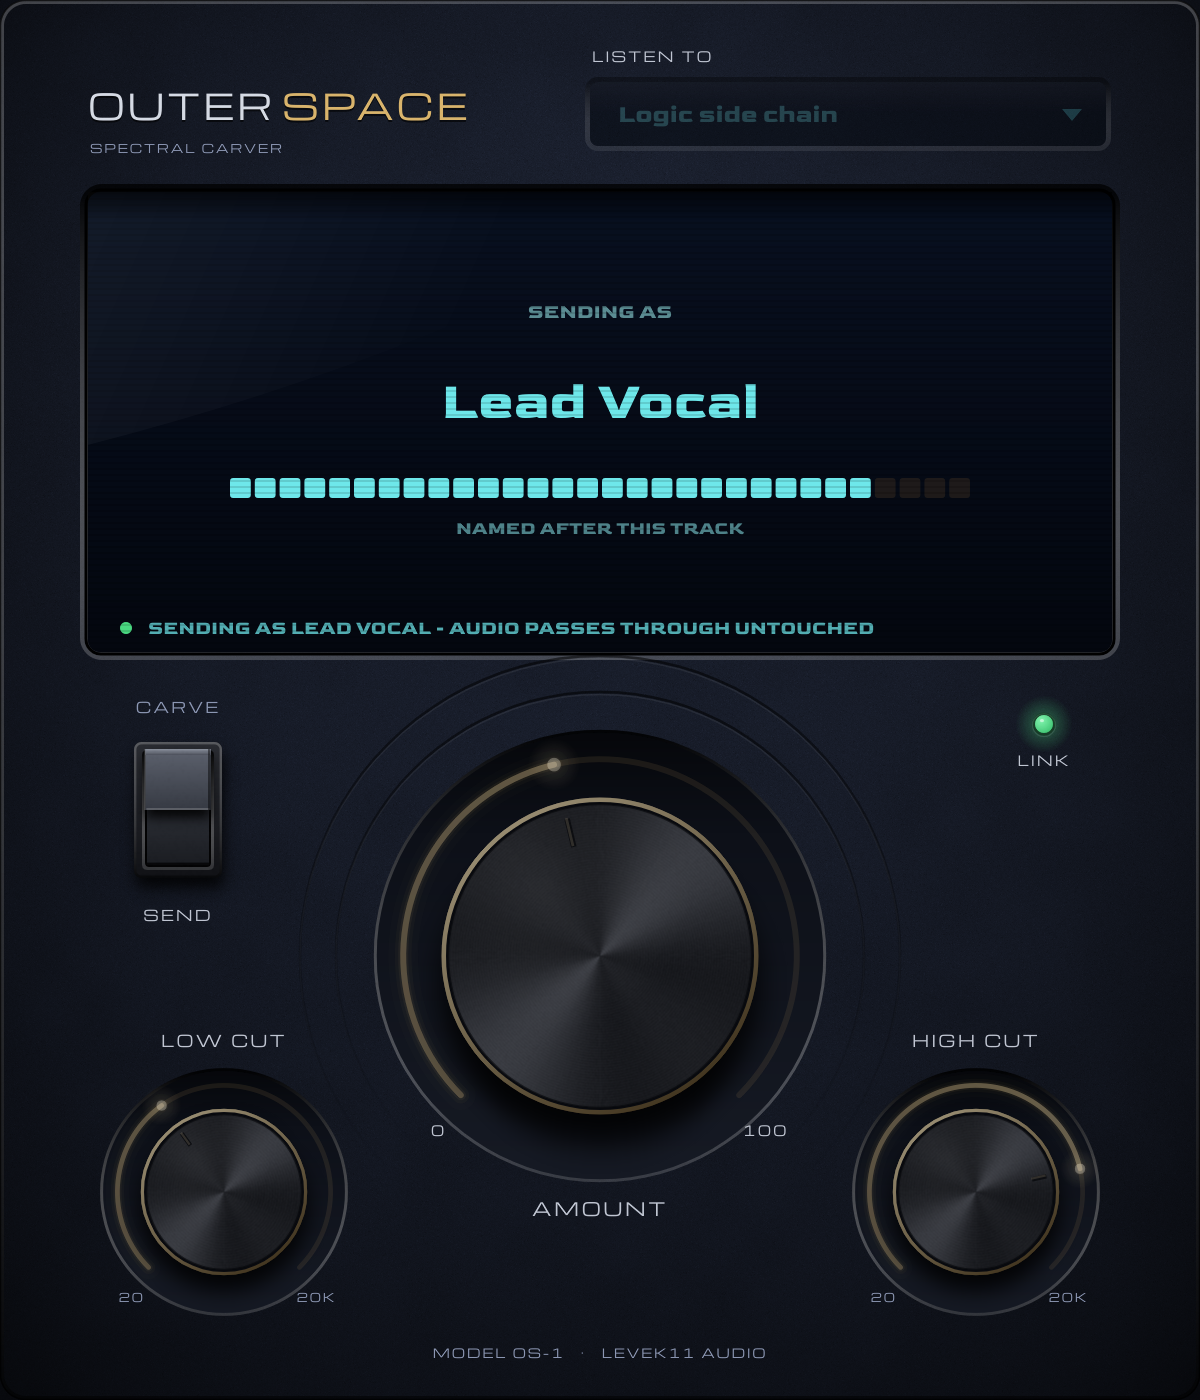 LISTEN TO
OUTER SPACE
Logic side chain
SPECTRAL CARVER
SENDING AS
Lead Vocal
NAMED AFTER THIS TRACK
SENDING AS LEAD VOCAL - AUDIO PASSES THROUGH UNTOUCHED
CARVE
LINK
SEND
LOW CUT
HIGH CUT
0
100
AMOUNT
20
20K
20
20K
MODEL OS-1 · LEVEK11 AUDIO